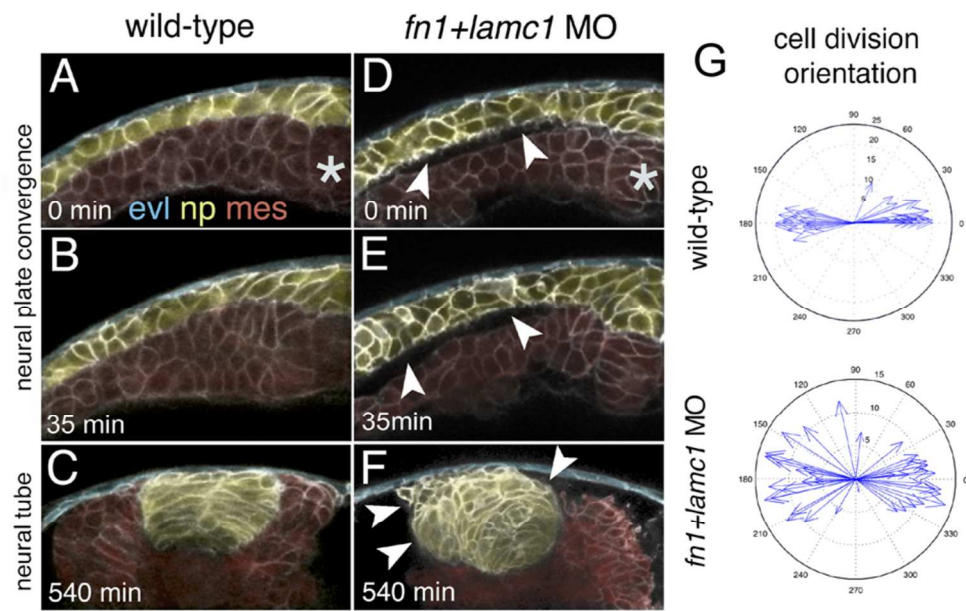 wild-type
fn1+lamc1 MO
neural plate convergence
A
*
0 min evl np mes
D
*
0 min
B
35 min
E
35min
neural tube
C
540 min
F
540 min
G
cell division
orientation
wild-type
90
25
120
60
20
15
150
30
10
5
180
0
210
330
240
300
270
fn1+lamc1 MO
90
15
120
60
10
150
30
5
180
0
210
330
240
300
270